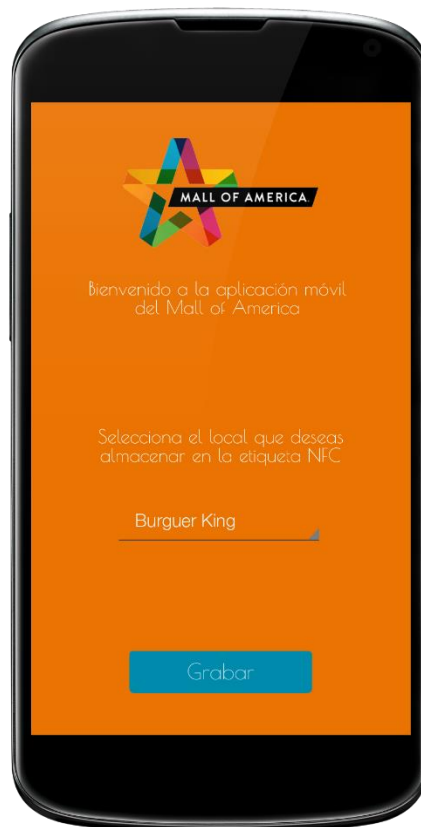 MALL OF AMERICA.
Bienvenido a la aplicación móvil
del Mall of America
Selecciona el local que deseas
almacenar en la etiqueta NFC
Burguer King
Grabar